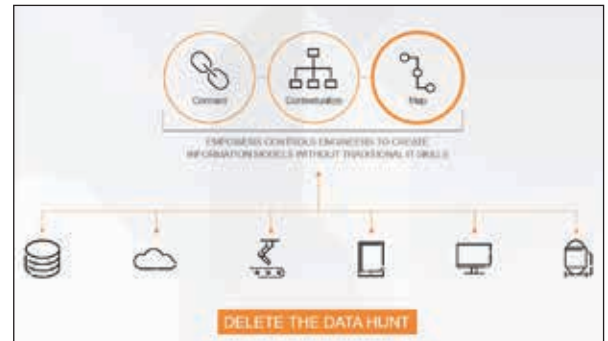 Connect
Contextualize
Map
EMPOWERS CONTROLS ENGINEERS TO CREATE
INFORMATION MODELS WITHOUT TRADITIONAL IT SKILLS
DELETE THE DATA HUNT